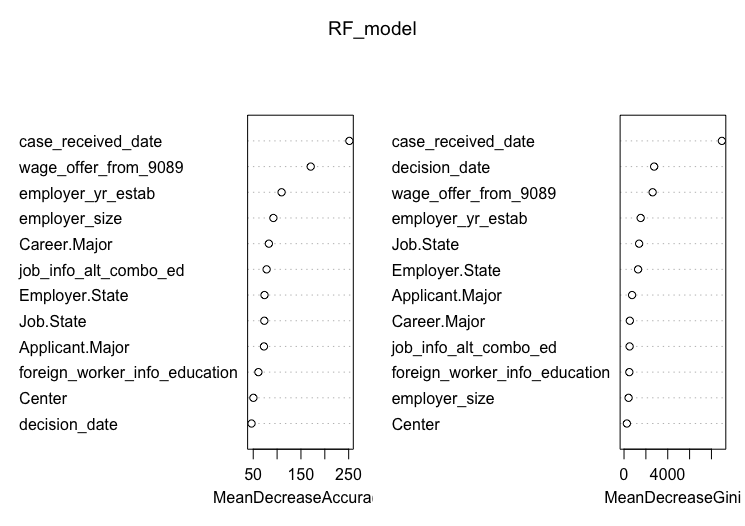 RF_model
case_received_date
wage_offer_from_9089
employer_yr_estab
employer_size
Career.Major
job_info_alt_combo_ed
Employer.State
Job.State
Applicant.Major
foreign_worker_info_education
Center
decision_date
50 150 250
MeanDecreaseAccura
case_received_date
decision_date
wage_offer_from_9089
employer_yr_estab
Job.State
Employer.State
Applicant.Major
Career.Major
job_info_alt_combo_ed
foreign_worker_info_education
employer_size
Center
0 4000
MeanDecreaseGini